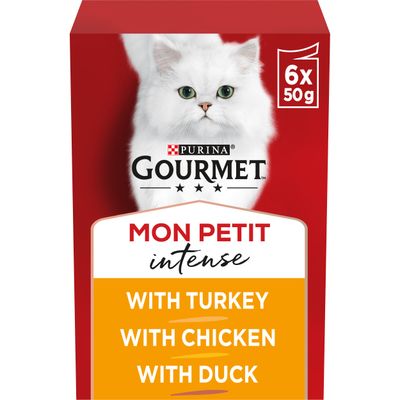 6x
50g
PURINA
GOURMET
MON PETIT
intense
WITH TURKEY
WITH CHICKEN
WITH DUCK